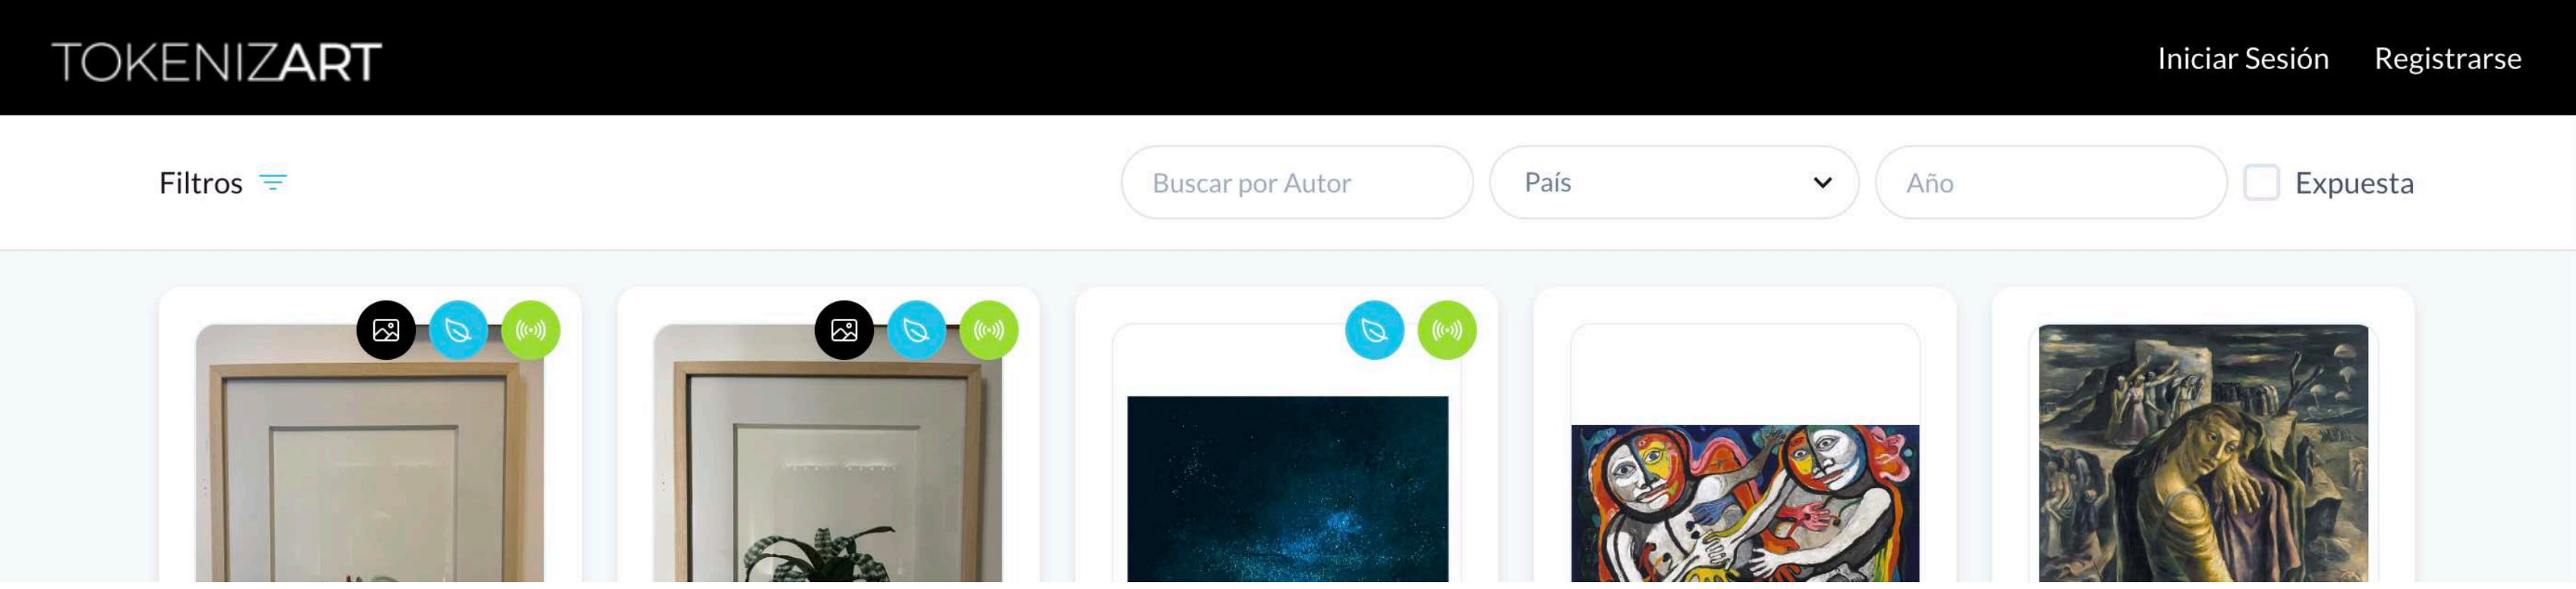 TOKENIZART
Iniciar Sesión Registrarse
Filtros
Buscar por Autor
País
Año
Expuesta